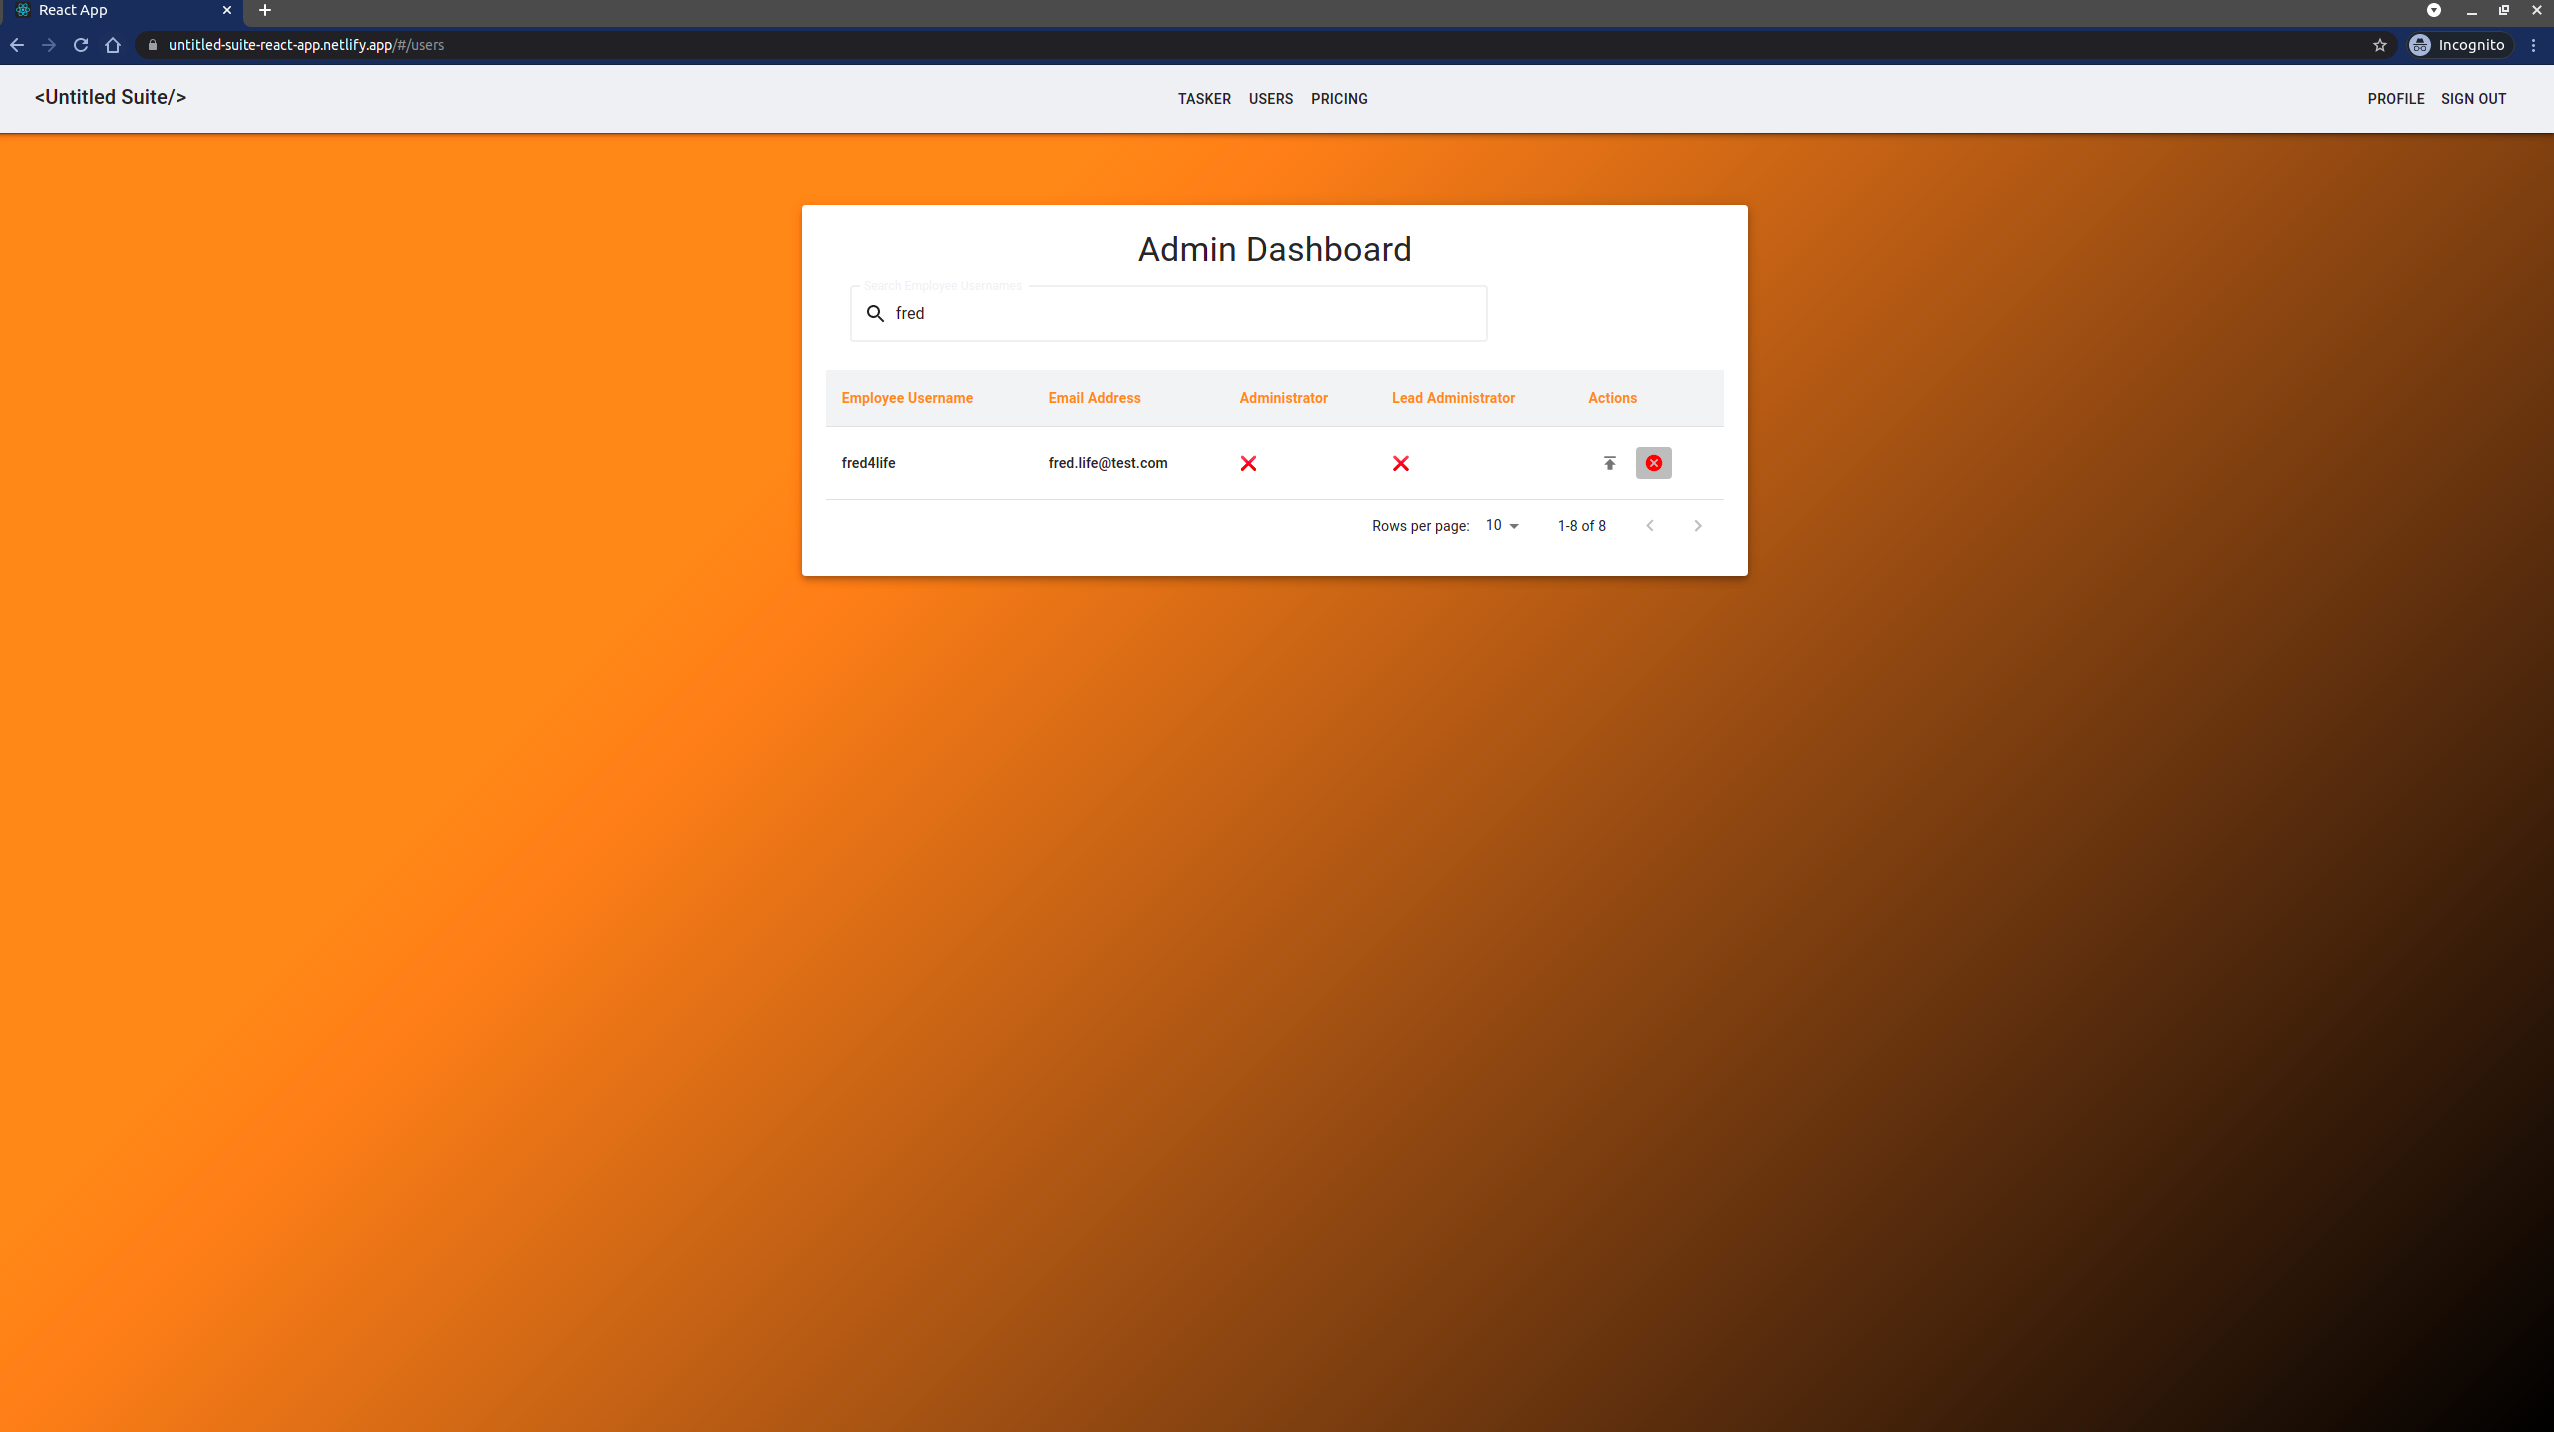 React App
untitled-suite-react-app.netlify.app/#/users
Incognito
<Untitled Suite/>
TASKER USERS PRICING
PROFILE SIGN OUT
Admin Dashboard
Search Employee Usernames
fred
Employee Username Email Address Administrator Lead Administrator Actions
fred4life fred.life@test.com
Rows per page: 10 1-8 of 8